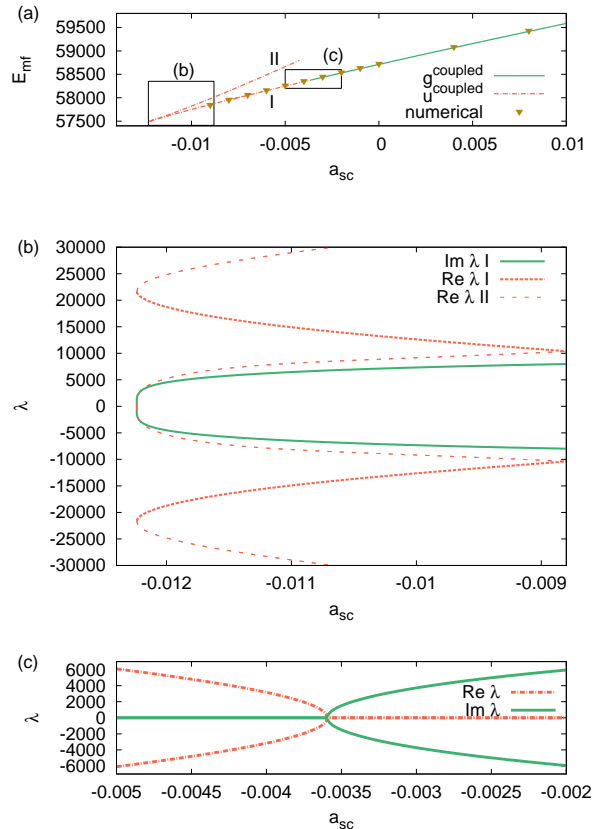 (a)
59500
59000
58500
58000
57500
E_mf
II
(c)
(b)
I
g^coupled
u^coupled
numerical
-0.01 -0.005 0 0.005 0.01
a_sc
(b)
30000
25000
20000
15000
10000
5000
0
-5000
-10000
-15000
-20000
-25000
-30000
λ
Im λ I
Re λ I
Re λ II
-0.012 -0.011 -0.01 -0.009
a_sc
(c)
6000
4000
2000
0
-2000
-4000
-6000
λ
Re λ
Im λ
-0.005 -0.0045 -0.004 -0.0035 -0.003 -0.0025 -0.002
a_sc